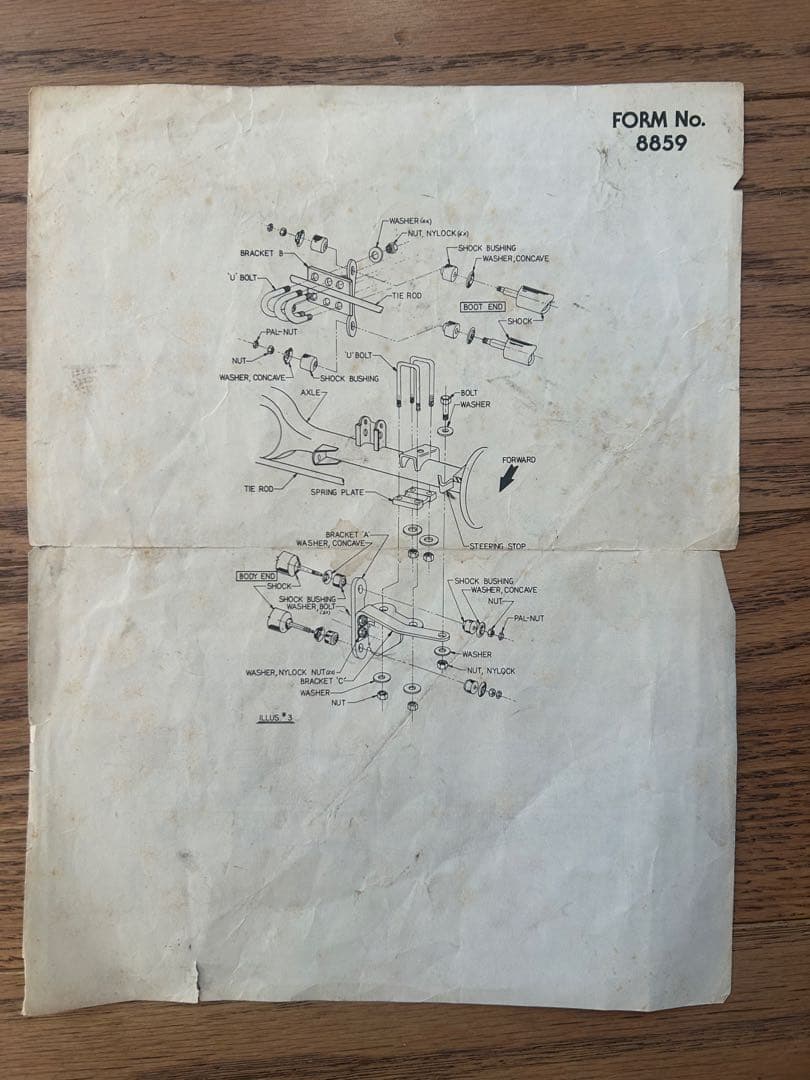 FORM No.
8859
WASHER (4X)
NUT, NYLOCK (4X)
BRACKET B
SHOCK BUSHING
WASHER, CONCAVE
'U' BOLT
TIE ROD
BOOT END
SHOCK
PAL-NUT
NUT
'U' BOLT
WASHER, CONCAVE
SHOCK BUSHING
AXLE
BOLT
WASHER
FORWARD
TIE ROD
SPRING PLATE
STEERING STOP
BRACKET 'A'
WASHER, CONCAVE
BODY END
SHOCK
SHOCK BUSHING
WASHER, BOLT
(2X)
SHOCK BUSHING
WASHER, CONCAVE
NUT
PAL-NUT
WASHER
NUT, NYLOCK
WASHER, NYLOCK NUT (2X)
BRACKET 'C'
WASHER
NUT
ILLUS. #3